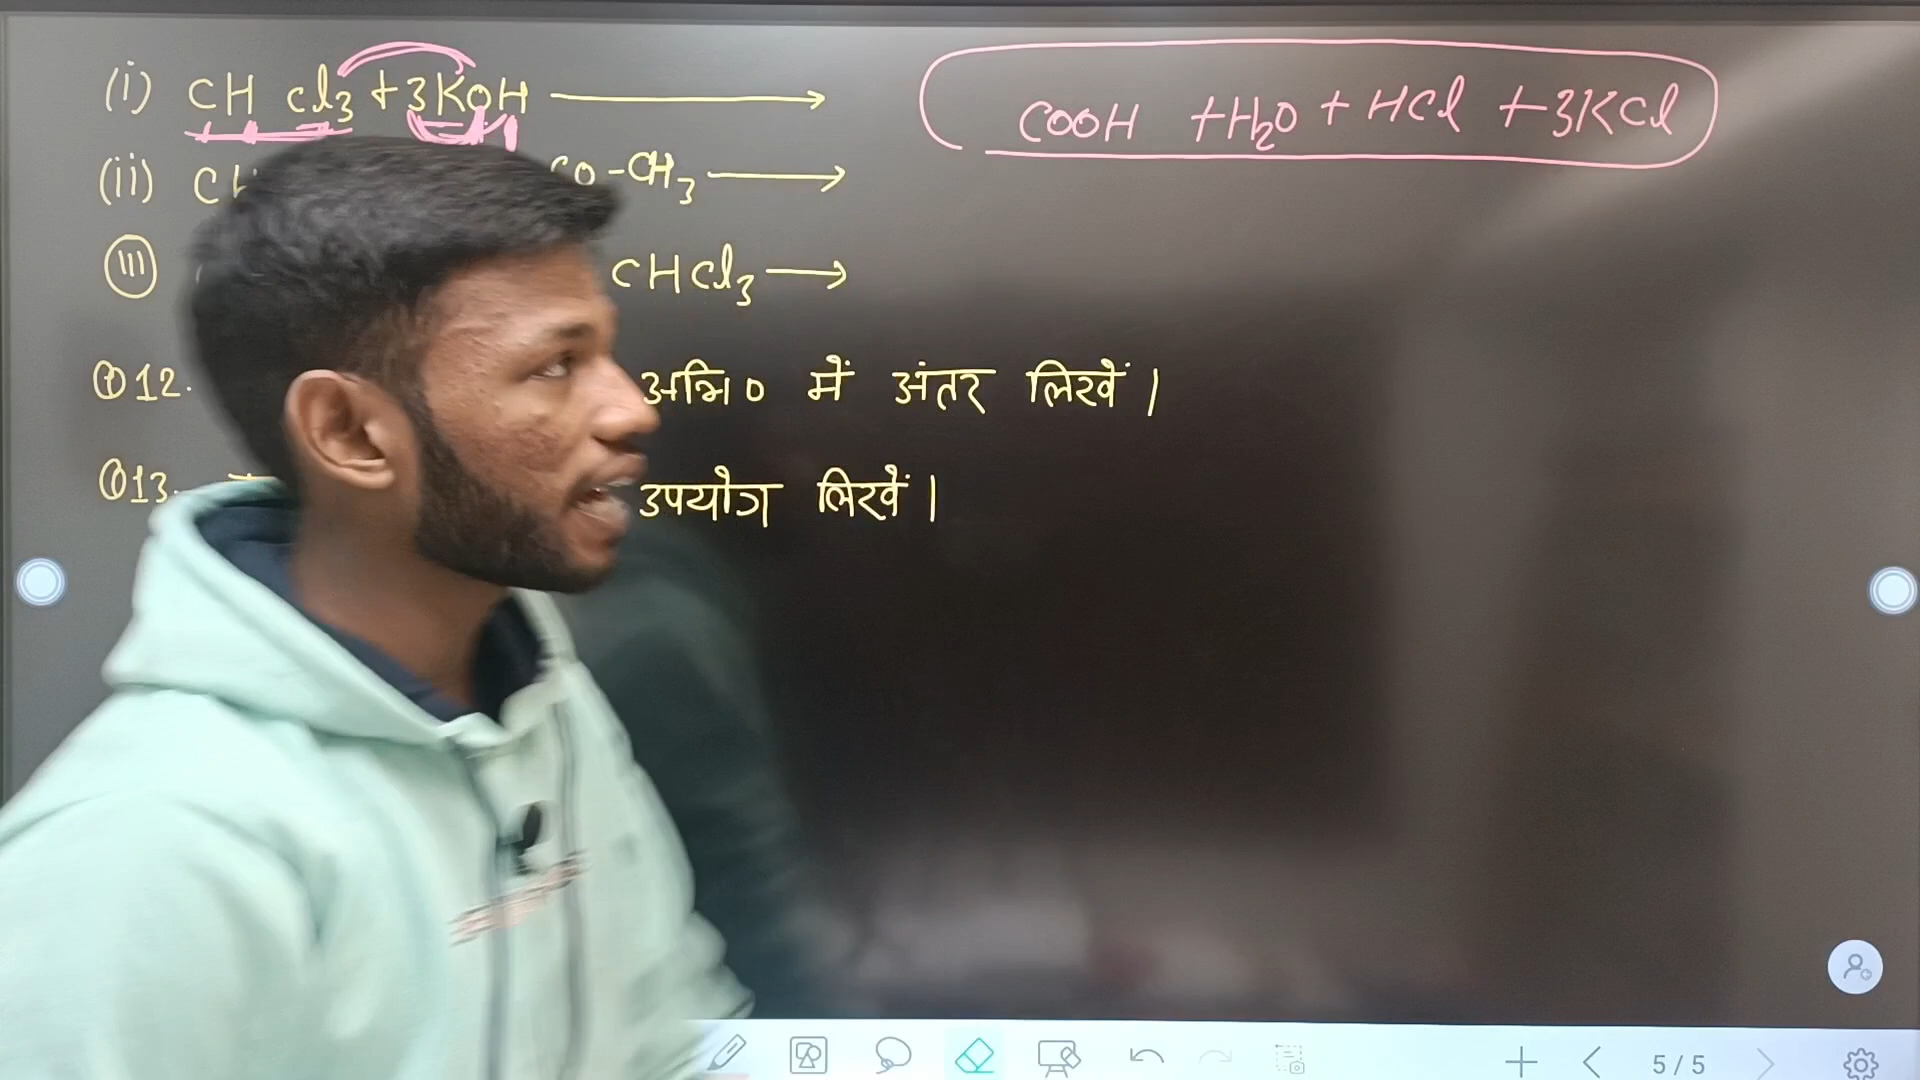 (i) CH Cl3 + 3KOH ⟶ COOH + H2O + HCl + 3KCl
(ii) CO-CH3 ⟶
(iii) CHCl3 ⟶
Q12. अभि० में अंतर लिखें।
Q13. उपयोग लिखें।
5/5